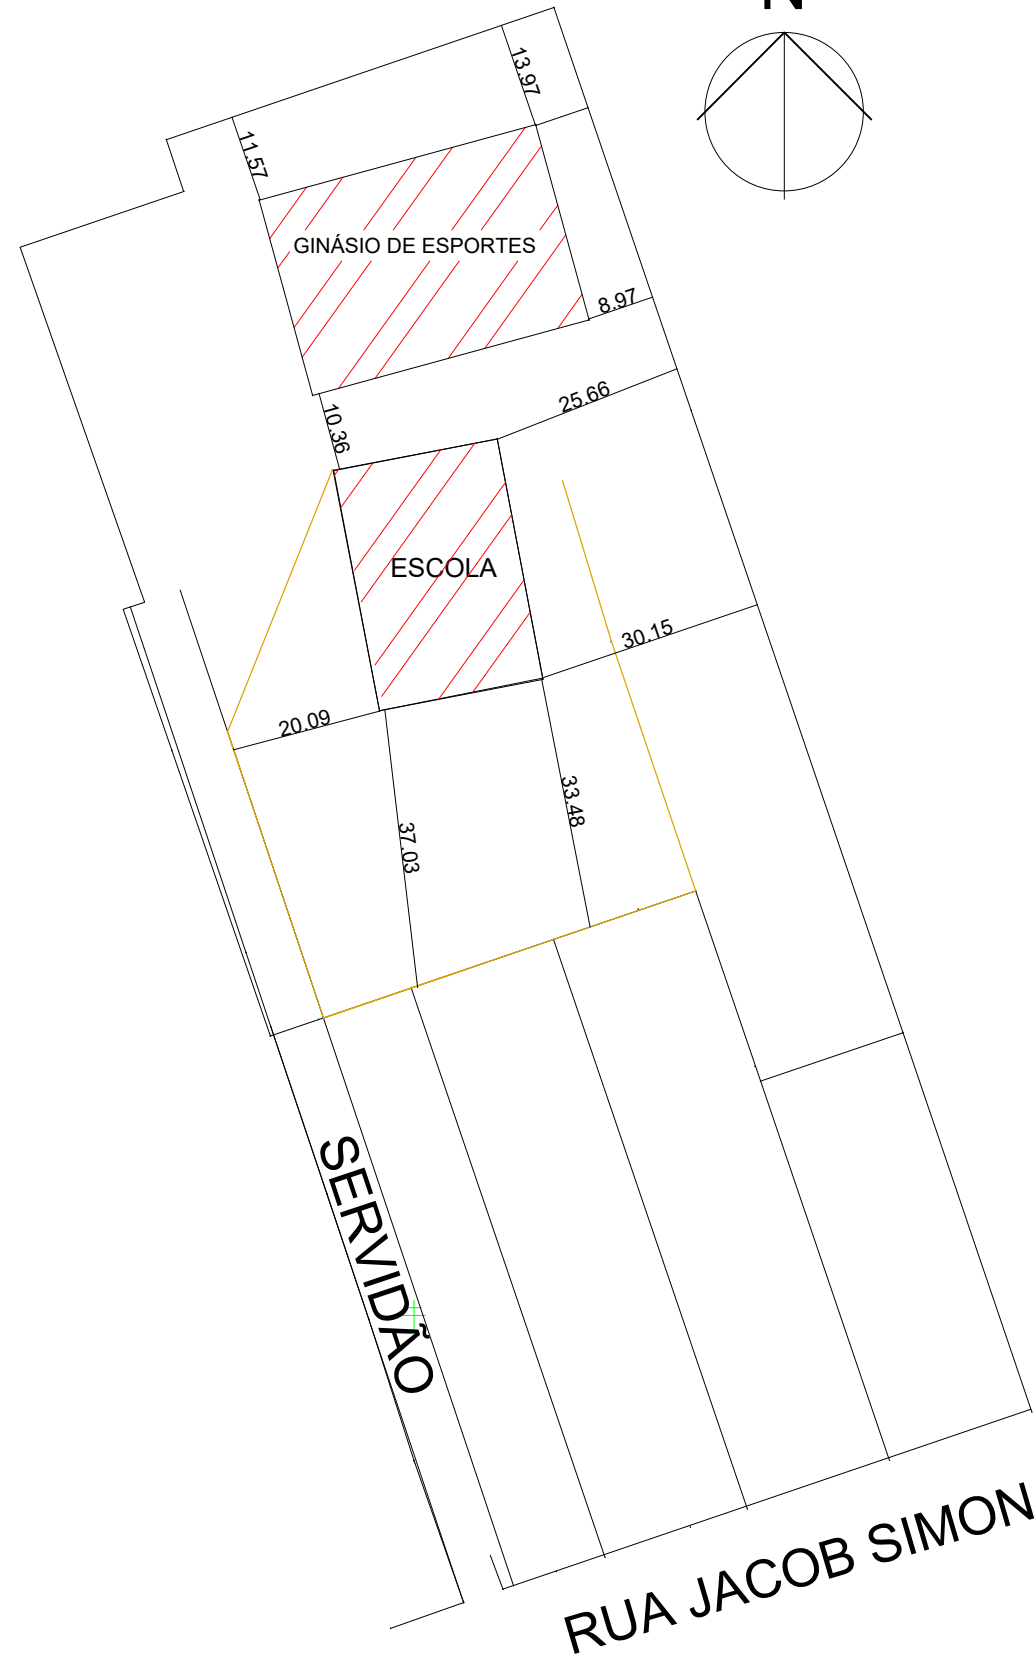 N
13.97
11.57
GINÁSIO DE ESPORTES
8.97
25.66
10.36
ESCOLA
30.15
20.09
33.48
37.03
SERVIDÃO
RUA JACOB SIMON